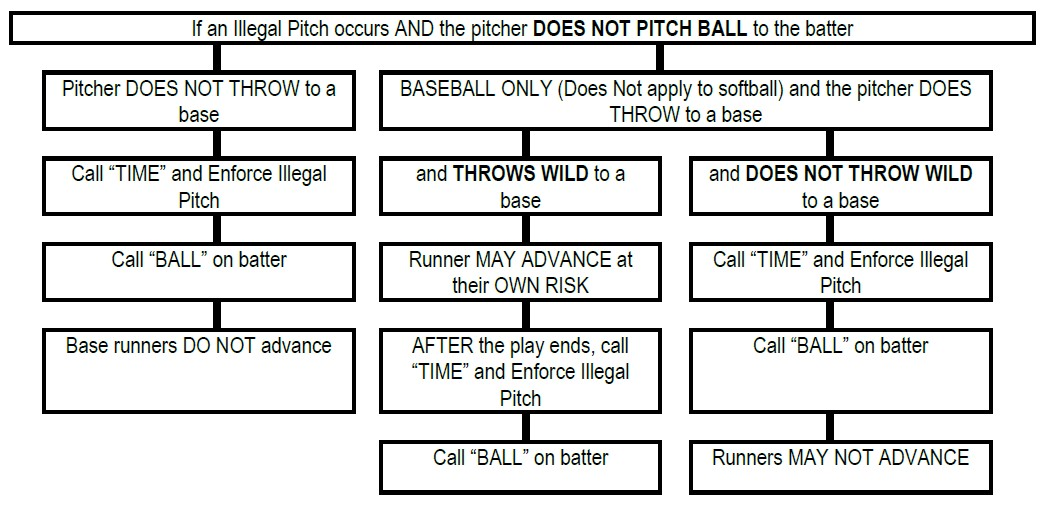 If an Illegal Pitch occurs AND the pitcher DOES NOT PITCH BALL to the batter
Pitcher DOES NOT THROW to a
base
Call “TIME” and Enforce Illegal
Pitch
Call “BALL” on batter
Base runners DO NOT advance
BASEBALL ONLY (Does Not apply to softball) and the pitcher DOES
THROW to a base
and THROWS WILD to a
base
Runner MAY ADVANCE at
their OWN RISK
AFTER the play ends, call
“TIME” and Enforce Illegal
Pitch
Call “BALL” on batter
and DOES NOT THROW WILD
to a base
Call “TIME” and Enforce Illegal
Pitch
Call “BALL” on batter
Runners MAY NOT ADVANCE